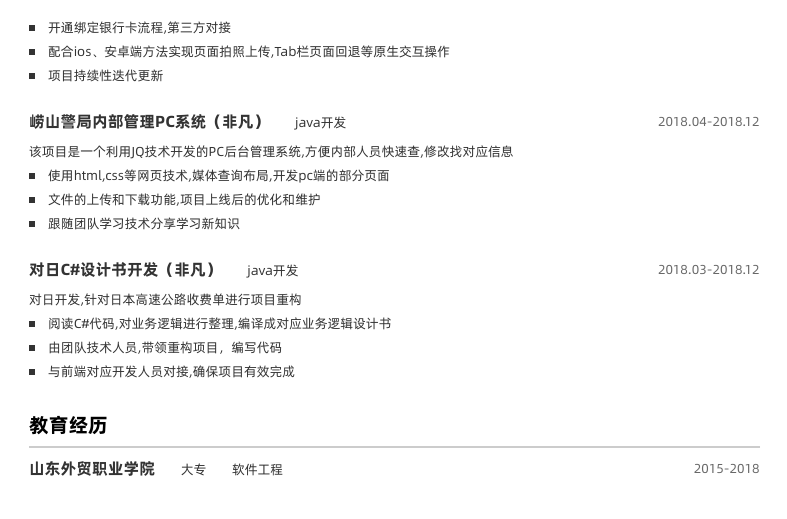 ▪ 开通绑定银行卡流程,第三方对接
▪ 配合ios、安卓端方法实现页面拍照上传,Tab栏页面回退等原生交互操作
▪ 项目持续性迭代更新
崂山警局内部管理PC系统（非凡） java开发 2018.04-2018.12
该项目是一个利用JQ技术开发的PC后台管理系统,方便内部人员快速查,修改找对应信息
▪ 使用html,css等网页技术,媒体查询布局,开发pc端的部分页面
▪ 文件的上传和下载功能,项目上线后的优化和维护
▪ 跟随团队学习技术分享学习新知识
对日C#设计书开发（非凡） java开发 2018.03-2018.12
对日开发,针对日本高速公路收费单进行项目重构
▪ 阅读C#代码,对业务逻辑进行整理,编译成对应业务逻辑设计书
▪ 由团队技术人员,带领重构项目，编写代码
▪ 与前端对应开发人员对接,确保项目有效完成
教育经历
山东外贸职业学院 大专 软件工程 2015-2018